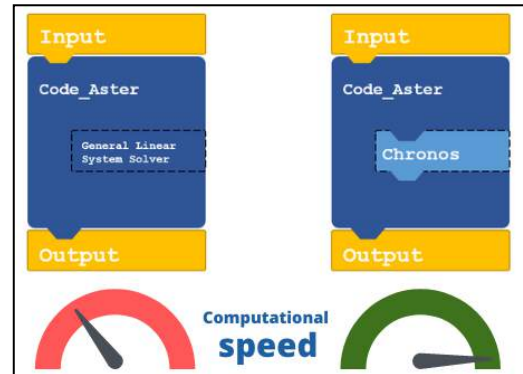 Input
Code_Aster
General Linear
System Solver
Output
Input
Code_Aster
Chronos
Output
Computational
speed